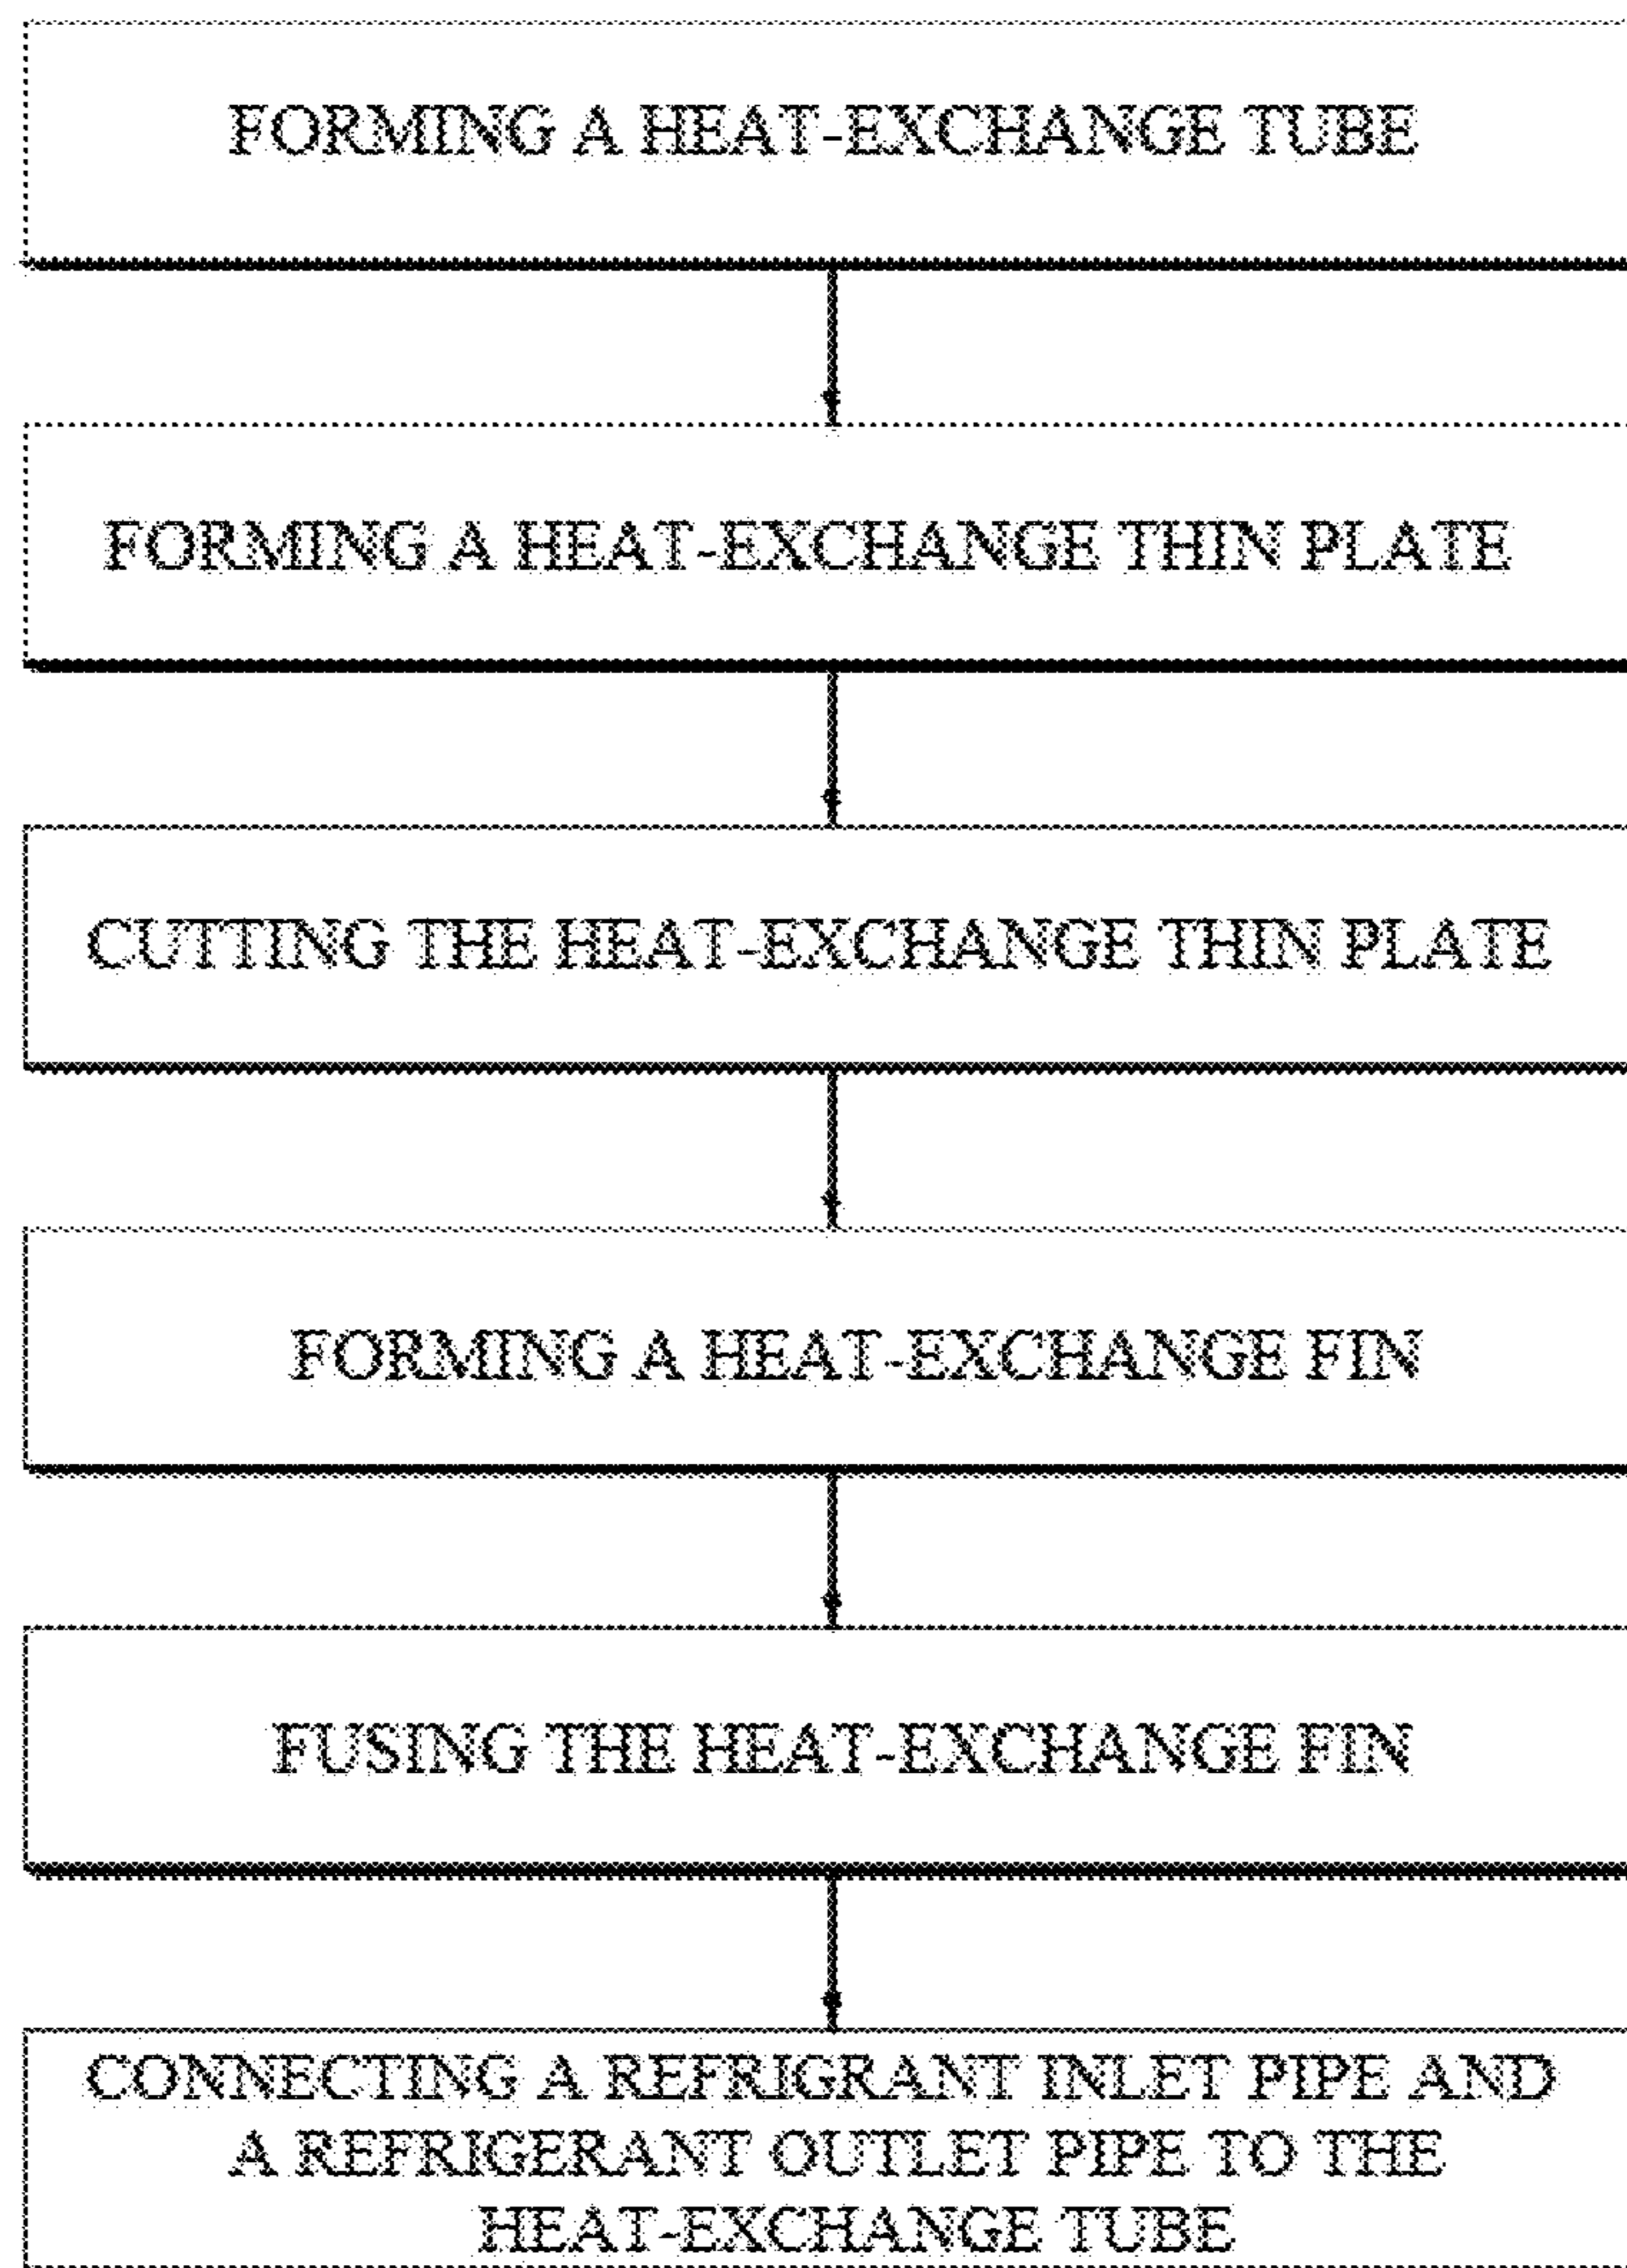 FORMING A HEAT-EXCHANGE TUBE
FORMING A HEAT-EXCHANGE THIN PLATE
CUTTING THE HEAT-EXCHANGE THIN PLATE
FORMING A HEAT-EXCHANGE FIN
FUSING THE HEAT-EXCHANGE FIN
CONNECTING A REFRIGRANT INLET PIPE AND
A REFRIGERANT OUTLET PIPE TO THE
HEAT-EXCHANGE TUBE